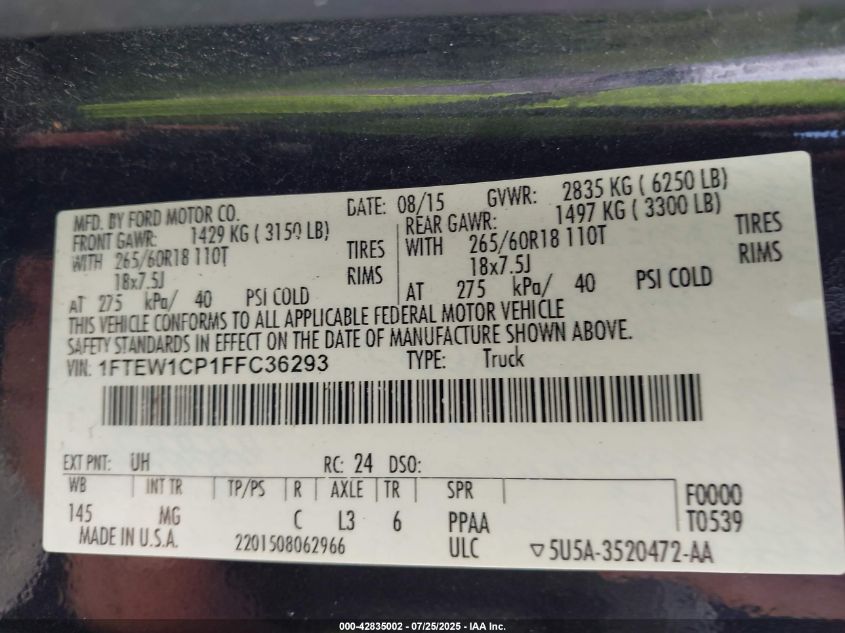 MFD. BY FORD MOTOR CO. DATE: 08/15 GVWR: 2835 KG ( 6250 LB)
FRONT GAWR: 1429 KG ( 3150 LB) REAR GAWR: 1497 KG ( 3300 LB)
WITH 265/60R18 110T TIRES WITH 265/60R18 110T TIRES
18x7.5J RIMS 18x7.5J RIMS
AT 275 kPa/ 40 PSI COLD AT 275 kPa/ 40 PSI COLD
THIS VEHICLE CONFORMS TO ALL APPLICABLE FEDERAL MOTOR VEHICLE
SAFETY STANDARDS IN EFFECT ON THE DATE OF MANUFACTURE SHOWN ABOVE.
VIN: 1FTEW1CP1FFC36293 TYPE: Truck
EXT PNT: UH RC: 24 DSO:
WB INT TR TP/PS R AXLE TR SPR F0000
145 MG C L3 6 PPAA T0539
MADE IN U.S.A. 2201508062966 ULC ▽5U5A-3520472-AA
000-42835002 / 07/25/2025 - IAA Inc.